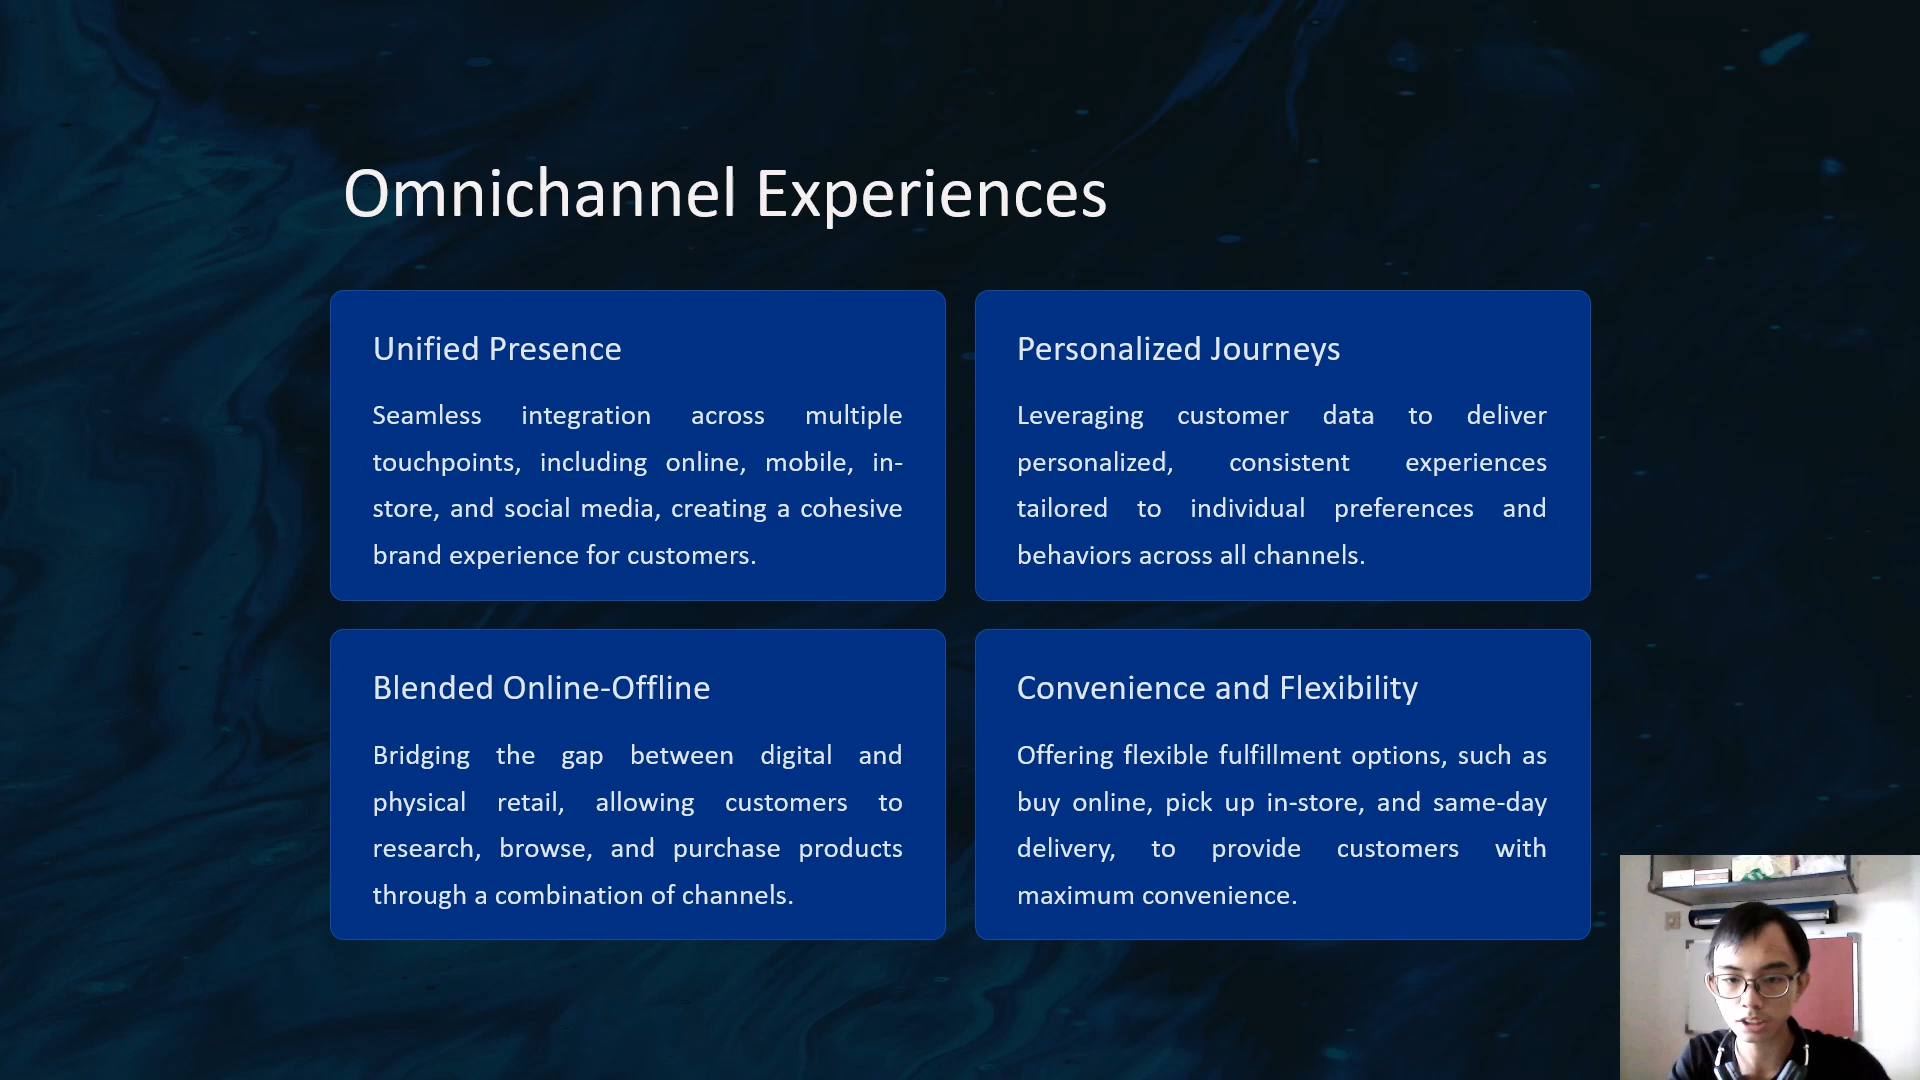 Omnichannel Experiences
Unified Presence
Seamless integration across multiple
touchpoints, including online, mobile, in-
store, and social media, creating a cohesive
brand experience for customers.
Personalized Journeys
Leveraging customer data to deliver
personalized, consistent experiences
tailored to individual preferences and
behaviors across all channels.
Blended Online-Offline
Bridging the gap between digital and
physical retail, allowing customers to
research, browse, and purchase products
through a combination of channels.
Convenience and Flexibility
Offering flexible fulfillment options, such as
buy online, pick up in-store, and same-day
delivery, to provide customers with
maximum convenience.